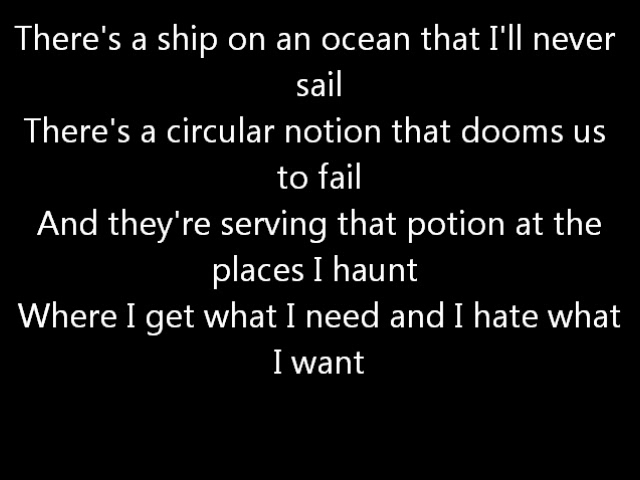 There's a ship on an ocean that I'll never
sail
There's a circular notion that dooms us
to fail
And they're serving that potion at the
places I haunt
Where I get what I need and I hate what
I want